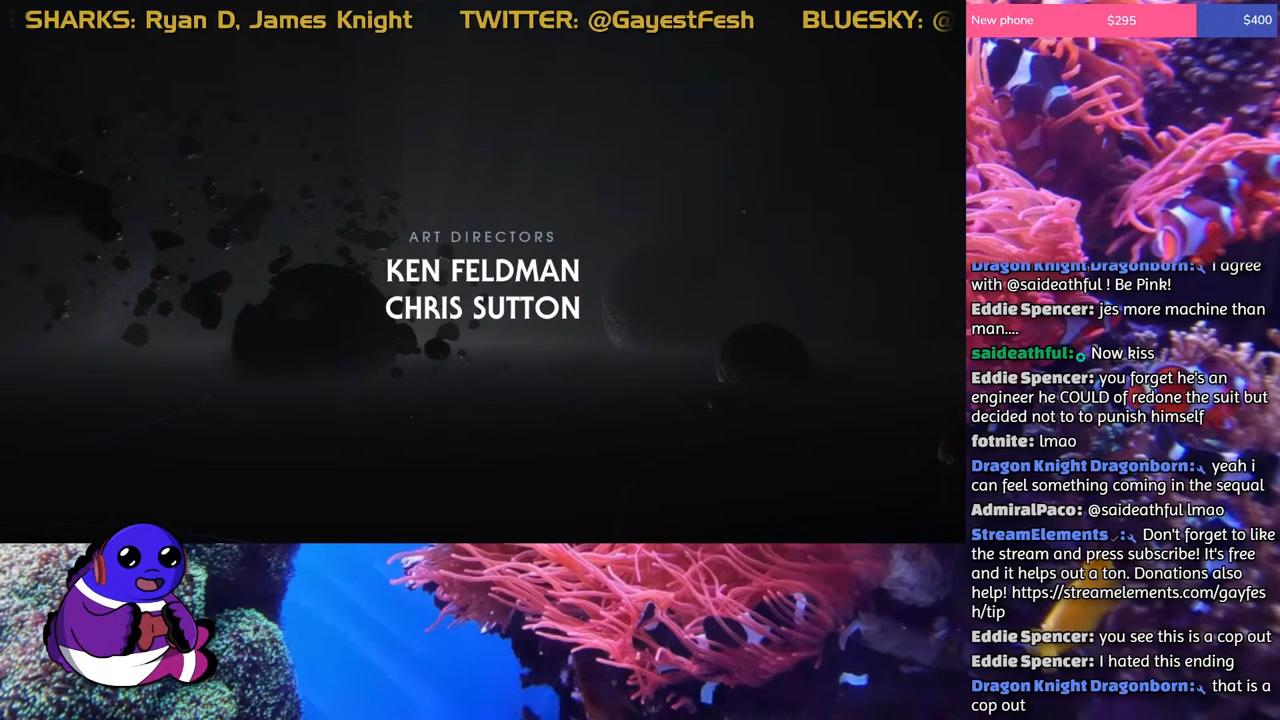 SHARKS: Ryan D, James Knight TWITTER: @GayestFesh BLUESKY: @
New phone $295 $400
ART DIRECTORS
KEN FELDMAN
CHRIS SUTTON
Dragon Knight Dragonborn: I agree
with @saideathful ! Be Pink!
Eddie Spencer: jes more machine than
man....
saideathful: Now kiss
Eddie Spencer: you forget he's an
engineer he COULD of redone the suit but
decided not to to punish himself
fotnite: lmao
Dragon Knight Dragonborn: yeah i
can feel something coming in the sequal
AdmiralPaco: @saideathful lmao
StreamElements : Don't forget to like
the stream and press subscribe! It's free
and it helps out a ton. Donations also
help! https://streamelements.com/gayfes
h/tip
Eddie Spencer: you see this is a cop out
Eddie Spencer: I hated this ending
Dragon Knight Dragonborn: that is a
cop out